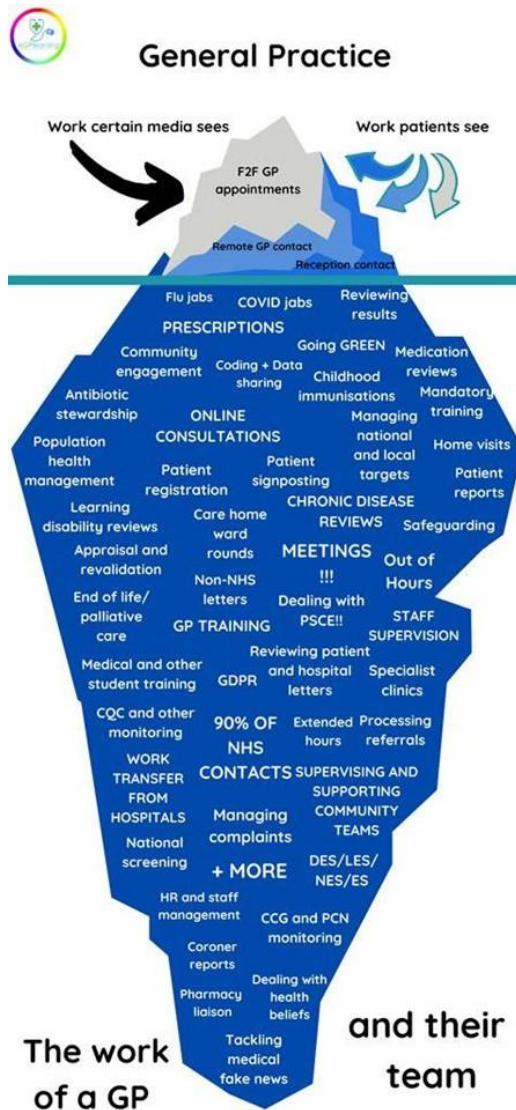 eGPlearning
General Practice
Work certain media sees
Work patients see
F2F GP
appointments
Remote GP contact
Reception contact
Flu jabs
COVID jabs
Reviewing
results
PRESCRIPTIONS
Going GREEN
Community
engagement
Coding + Data
sharing
Childhood
immunisations
Medication
reviews
Antibiotic
stewardship
ONLINE
CONSULTATIONS
Managing
national
and local
targets
Mandatory
training
Population
health
management
Patient
registration
Patient
signposting
Home visits
Patient
reports
Learning
disability reviews
Care home
ward
rounds
CHRONIC DISEASE
REVIEWS
Safeguarding
Appraisal and
revalidation
MEETINGS
!!!
Out of
Hours
Non-NHS
letters
End of life/
palliative
care
GP TRAINING
Dealing with
PSCE!!
STAFF
SUPERVISION
Medical and other
student training
GDPR
Reviewing patient
and hospital
letters
Specialist
clinics
CQC and other
monitoring
90% OF
NHS
CONTACTS
Extended
hours
Processing
referrals
WORK
TRANSFER
FROM
HOSPITALS
SUPERVISING AND
SUPPORTING
COMMUNITY
TEAMS
Managing
complaints
National
screening
+ MORE
DES/LES/
NES/ES
HR and staff
management
CCG and PCN
monitoring
Coroner
reports
Pharmacy
liaison
Dealing with
health
beliefs
Tackling
medical
fake news
The work
of a GP
and their
team